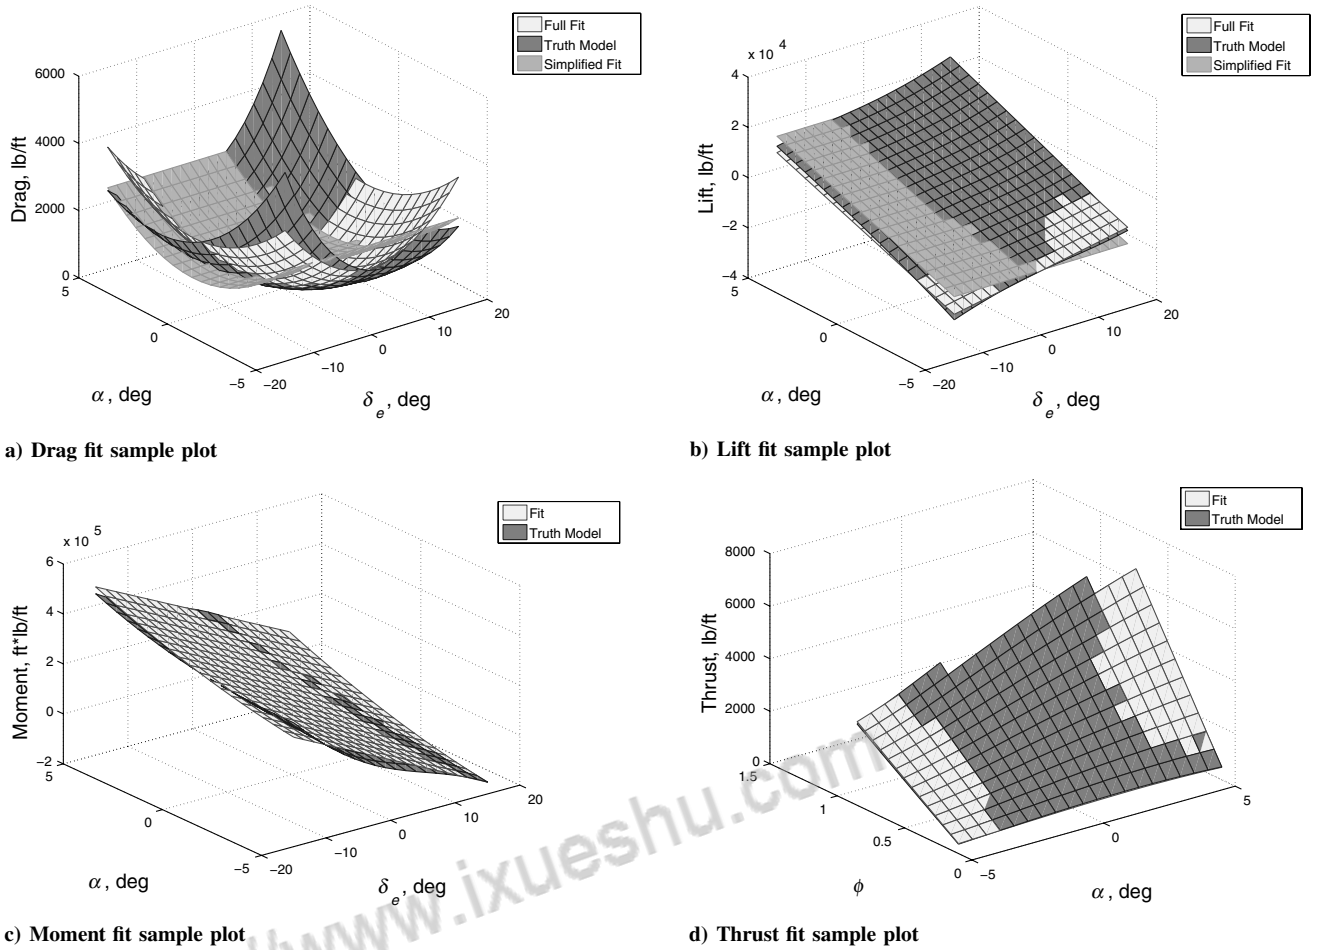 Full Fit
Truth Model
Simplified Fit
6000
4000
2000
0
Drag, lb/ft
5
0
−5
α, deg
−20
−10
0
10
20
δe, deg
a) Drag fit sample plot
Full Fit
Truth Model
Simplified Fit
x 10 4
4
2
0
−2
−4
Lift, lb/ft
5
0
−5
α, deg
−20
−10
0
10
20
δe, deg
b) Lift fit sample plot
Fit
Truth Model
x 10 5
6
4
2
0
−2
Moment, ft*lb/ft
5
0
−5
α, deg
−20
−10
0
10
20
δe, deg
c) Moment fit sample plot
Fit
Truth Model
8000
6000
4000
2000
0
Thrust, lb/ft
1.5
1
0.5
0
ϕ
−5
0
5
α, deg
d) Thrust fit sample plot
//www.ixueshu.com